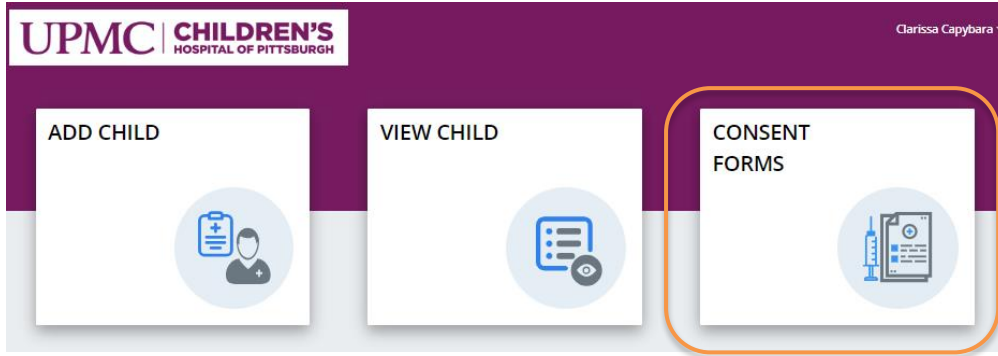 UPMC CHILDREN'S
HOSPITAL OF PITTSBURGH
Clarissa Capybara
ADD CHILD
VIEW CHILD
CONSENT
FORMS